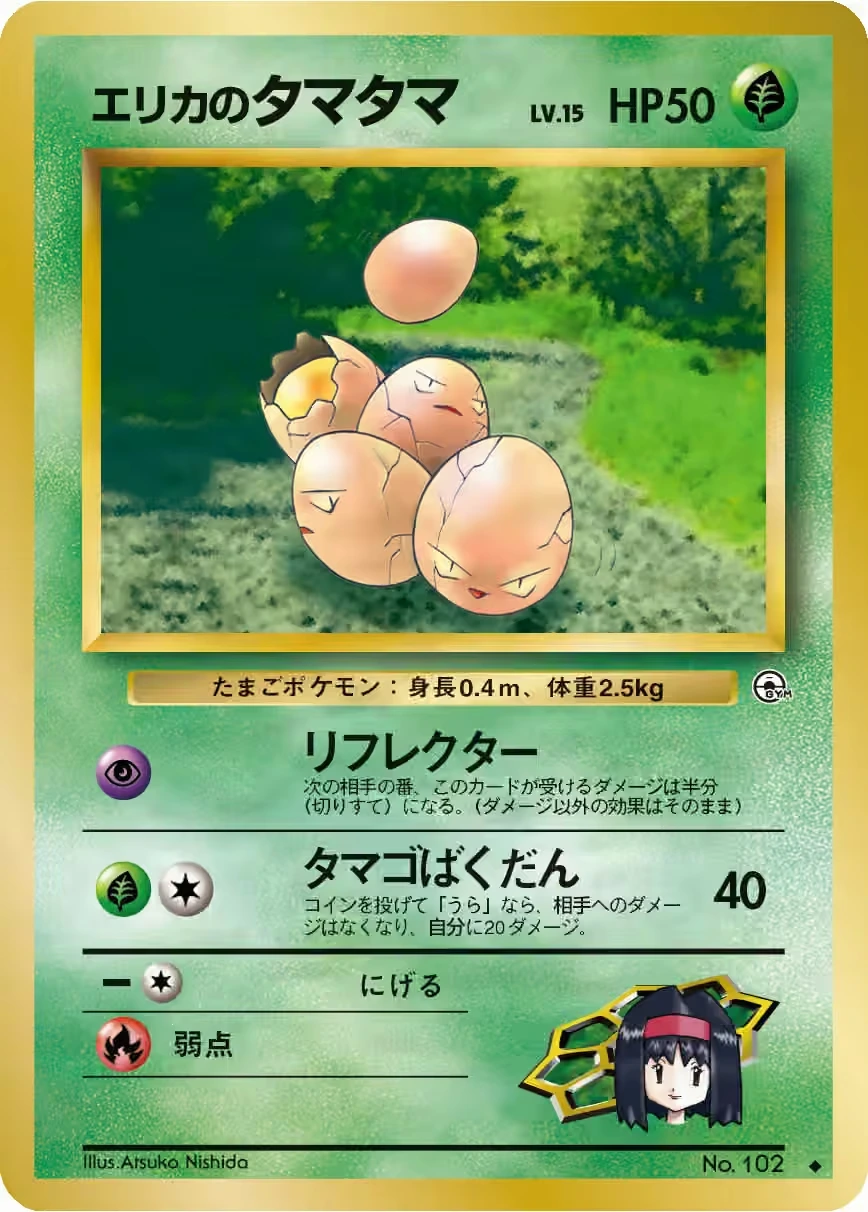 エリカのタマタマ LV.15 HP50
たまごポケモン：身長0.4m、体重2.5kg
GYM
リフレクター
次の相手の番、このカードが受けるダメージは半分
（切りすて）になる。（ダメージ以外の効果はそのまま）
タマゴばくだん 40
コインを投げて「うら」なら、相手へのダメー
ジはなくなり、自分に20ダメージ。
にげる
弱点
Illus.Atsuko Nishida No. 102